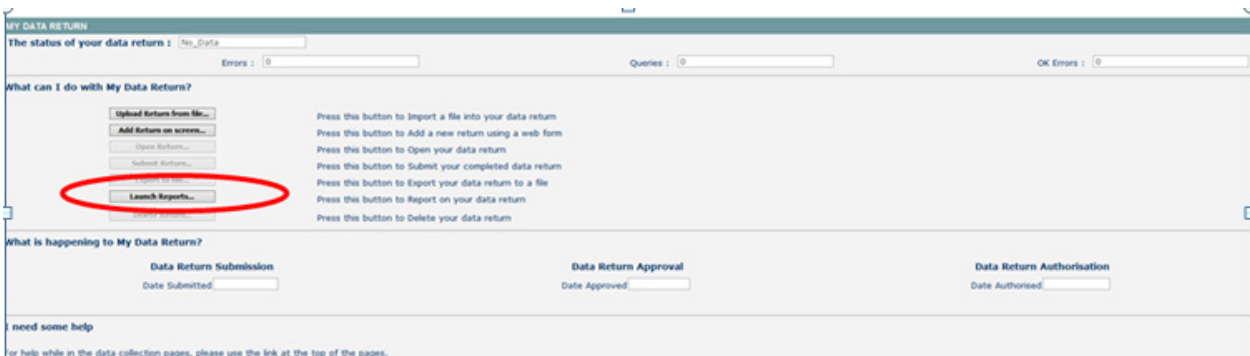 MY DATA RETURN
The status of your data return : No_Data
Errors : 0 Queries : 0 OK Errors : 0
What can I do with My Data Return?
Upload Return from file... Press this button to Import a file into your data return
Add Return on screen... Press this button to Add a new return using a web form
Open Return... Press this button to Open your data return
Submit Return... Press this button to Submit your completed data return
Export to file... Press this button to Export your data return to a file
Launch Reports... Press this button to Report on your data return
Delete Return... Press this button to Delete your data return
What is happening to My Data Return?
Data Return Submission Data Return Approval Data Return Authorisation
Date Submitted Date Approved Date Authorised
I need some help
For help while in the data collection pages, please use the link at the top of the pages.